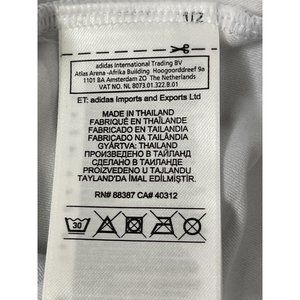 1/2
adidas International Trading BV
Atlas Arena -Afrika Building Hoogoorddreef 9a
1101 BA Amsterdam ZO The Netherlands
VAT NO. NL 8073.01.322.B.01
ET: adidas Imports and Exports Ltd
MADE IN THAILAND
FABRIQUÉ EN THAÏLANDE
FABRICADO EN TAILANDIA
FABRICADO NA TAILÂNDIA
GYÁRTVA: THAILAND
ПРОИЗВЕДЕНО В ТАЙЛАНД
СДЕЛАНО В ТАИЛАНДЕ
PROIZVEDENO U TAJLANDU
TAYLAND'DA İMAL EDİLMİŞTİR.
RN# 88387 CA# 40312
30